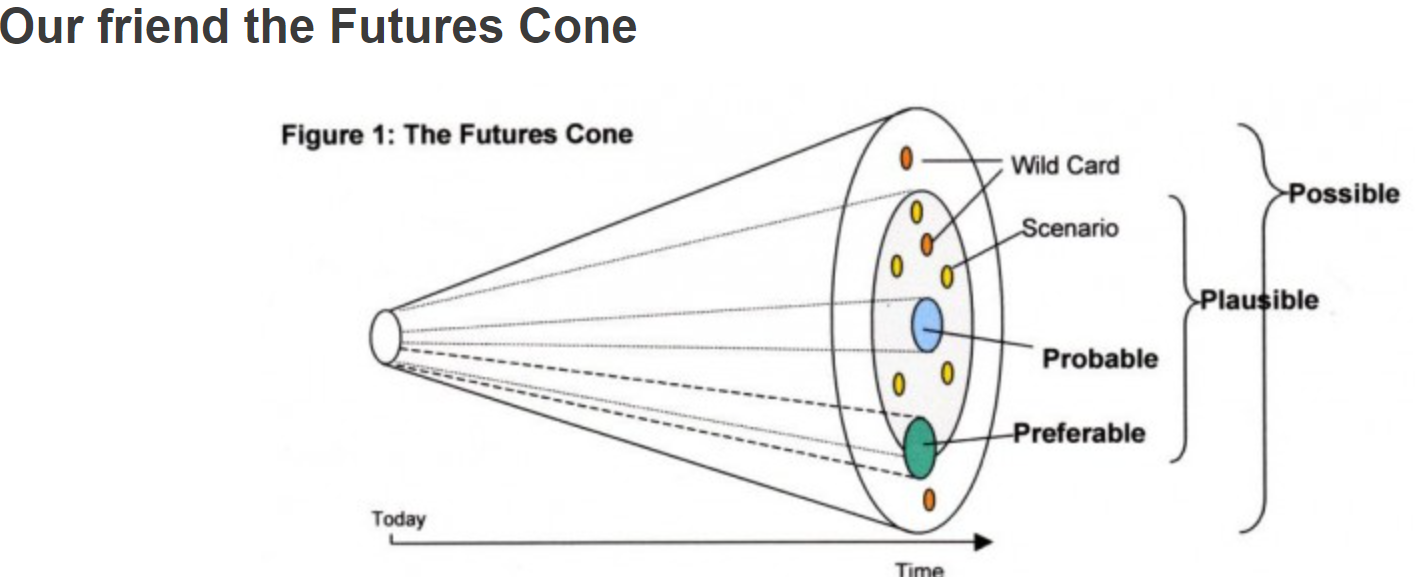 Our friend the Futures Cone
Figure 1: The Futures Cone
Wild Card
Possible
Scenario
Plausible
Probable
Preferable
Today
Time